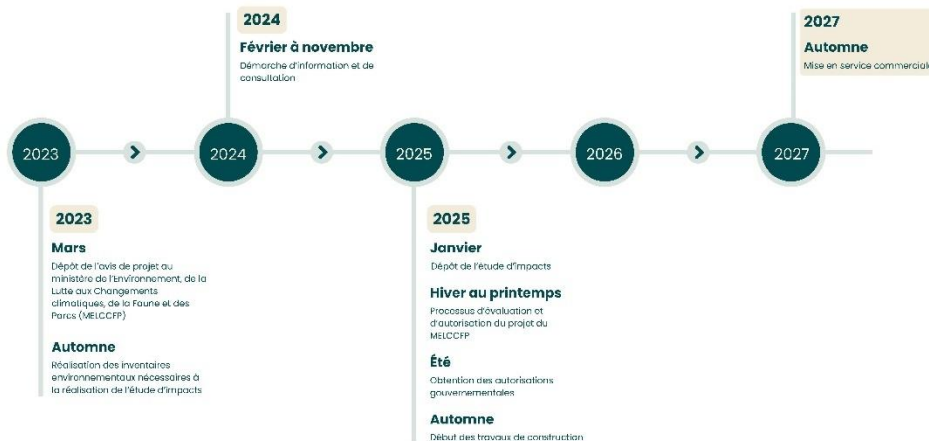 2024
Février à novembre
Démarche d'information et de
consultation
2027
Automne
Mise en service commerciale
2023
2024
2025
2026
2027
2023
Mars
Dépôt de l'avis de projet au
ministère de l'Environnement, de la
Lutte aux Changements
climatiques, de la Faune et des
Parcs (MELCCFP)
Automne
Réalisation des inventaires
environnementaux nécessaires à
la réalisation de l'étude d'impacts
2025
Janvier
Dépôt de l'étude d'impacts
Hiver au printemps
Processus d'évaluation et
d'autorisation du projet du
MELCCFP
Été
Obtention des autorisations
gouvernementales
Automne
Début des travaux de construction